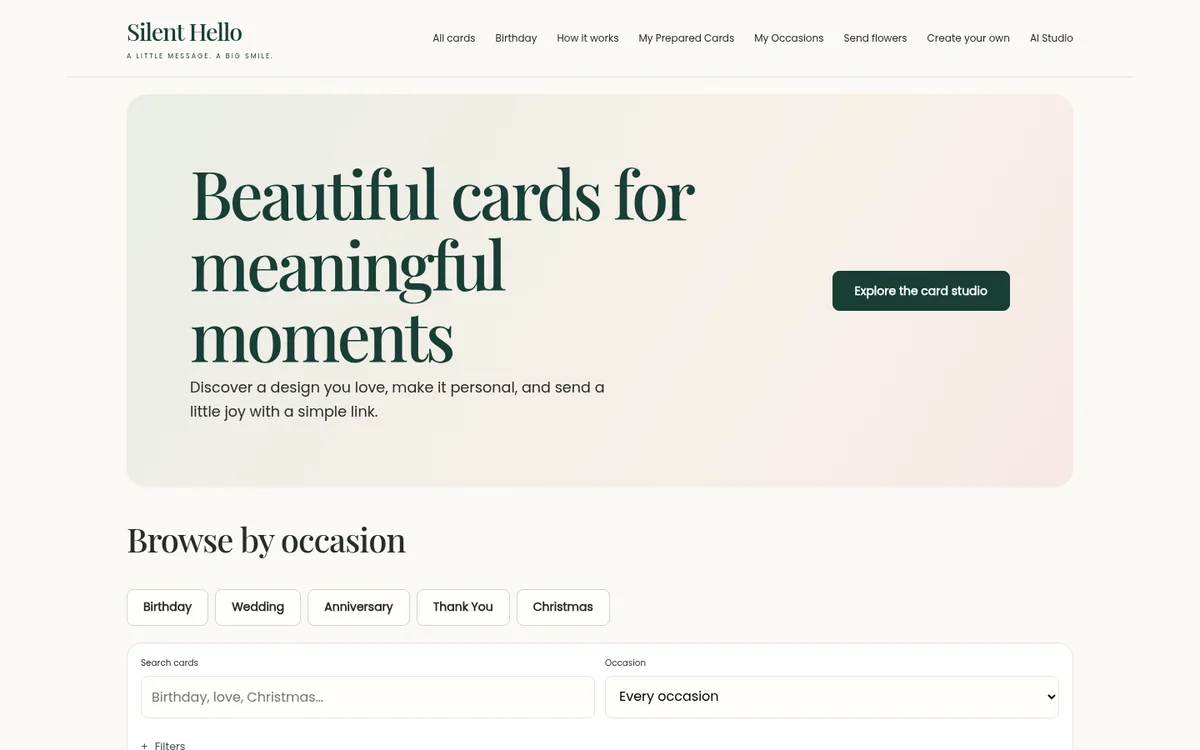 Silent Hello
A LITTLE MESSAGE. A BIG SMILE.
All cards
Birthday
How it works
My Prepared Cards
My Occasions
Send flowers
Create your own
AI Studio
Beautiful cards for
meaningful
moments
Discover a design you love, make it personal, and send a
little joy with a simple link.
Explore the card studio
Browse by occasion
Birthday
Wedding
Anniversary
Thank You
Christmas
Search cards
Birthday, love, Christmas...
Occasion
Every occasion
+ Filters